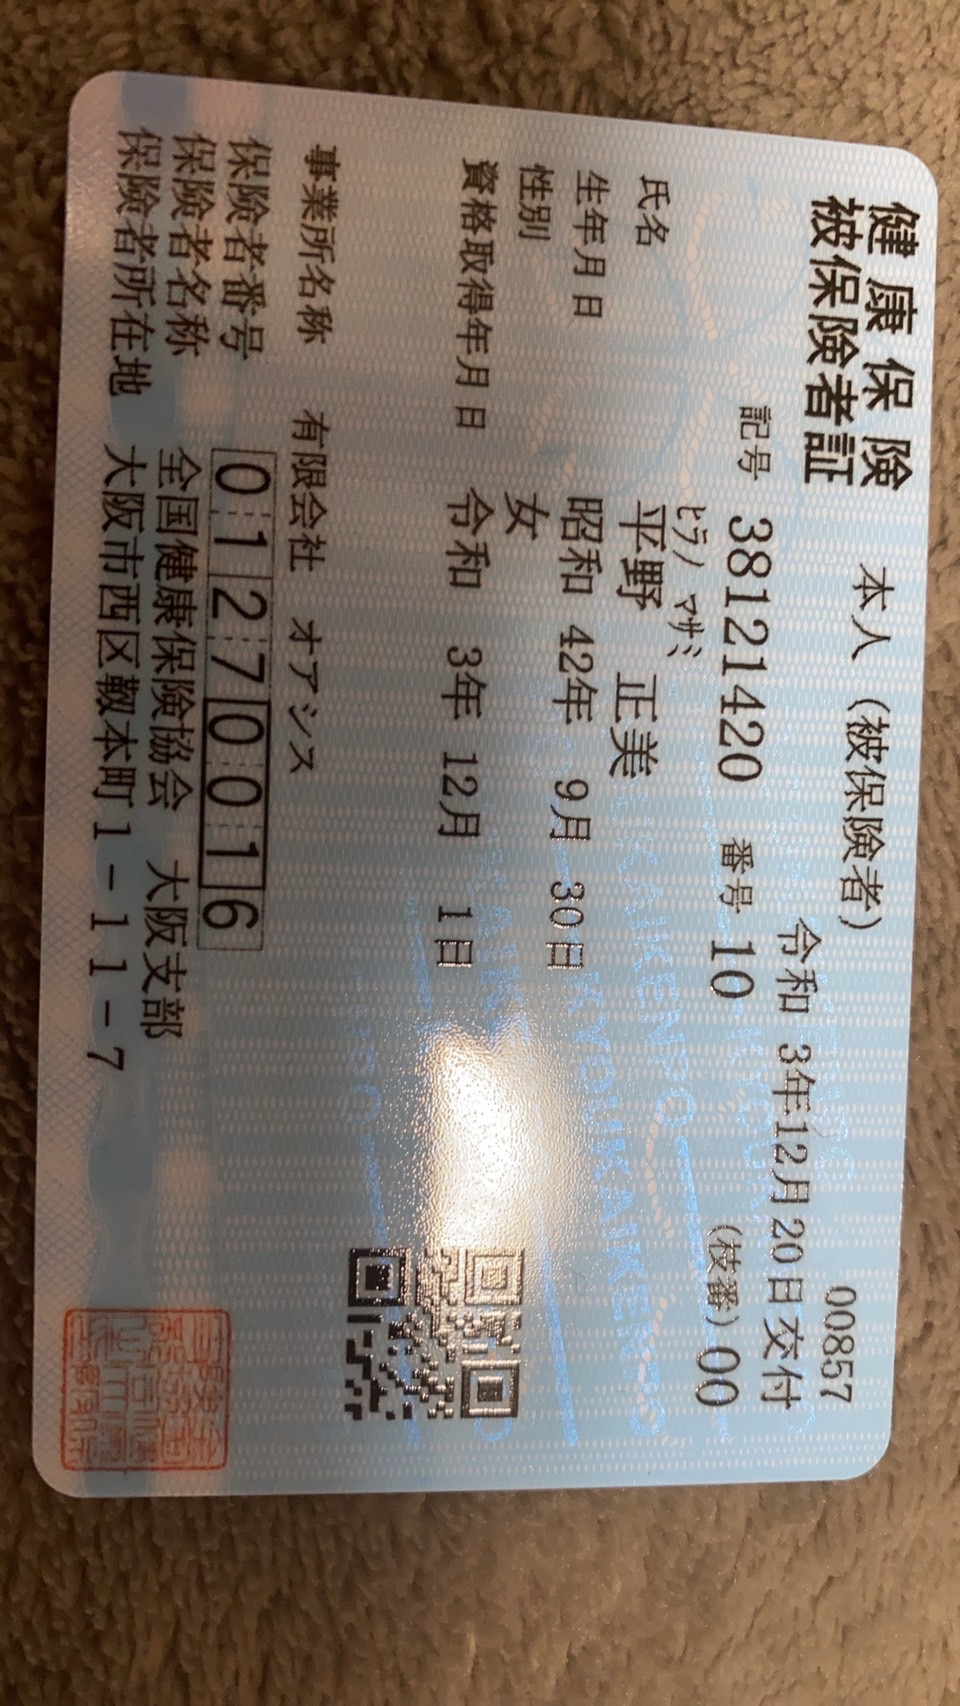 健康保険 本人（被保険者） 00857
被保険者証 令和 3年12月20日交付
記号 38121420 番号 10 （枝番）00
ﾋﾗﾉ ﾏｻﾐ
氏名 平野 正美
生年月日 昭和 42年 9月 30日
性別 女
資格取得年月日 令和 3年 12月 1日
事業所名称 有限会社 オアシス
保険者番号 01270016
保険者名称 全国健康保険協会 大阪支部
保険者所在地 大阪市西区靱本町1-11-7